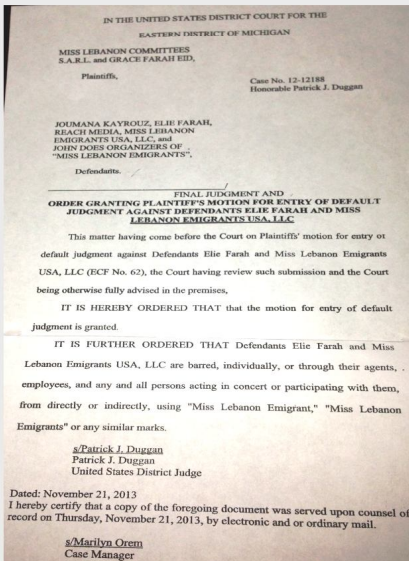 IN THE UNITED STATES DISTRICT COURT FOR THE
EASTERN DISTRICT OF MICHIGAN
MISS LEBANON COMMITTEES
S.A.R.L. and GRACE FARAH EID,
Plaintiffs,
Case No. 12-12188
Honorable Patrick J. Duggan
JOUMANA KAYROUZ, ELIE FARAH,
REACH MEDIA, MISS LEBANON
EMIGRANTS USA, LLC, and
JOHN DOES ORGANIZERS OF
"MISS LEBANON EMIGRANTS",
Defendants.
FINAL JUDGMENT AND
ORDER GRANTING PLAINTIFF'S MOTION FOR ENTRY OF DEFAULT
JUDGMENT AGAINST DEFENDANTS ELIE FARAH AND MISS
LEBANON EMIGRANTS USA, LLC
This matter having come before the Court on Plaintiffs' motion for entry of
default judgment against Defendants Elie Farah and Miss Lebanon Emigrants
USA, LLC (ECF No. 62), the Court having review such submission and the Court
being otherwise fully advised in the premises,
IT IS HEREBY ORDERED THAT that the motion for entry of default
judgment is granted.
IT IS FURTHER ORDERED THAT Defendants Elie Farah and Miss
Lebanon Emigrants USA, LLC are barred, individually, or through their agents,
employees, and any and all persons acting in concert or participating with them,
from directly or indirectly, using "Miss Lebanon Emigrant," "Miss Lebanon
Emigrants" or any similar marks.
s/Patrick J. Duggan
Patrick J. Duggan
United States District Judge
Dated: November 21, 2013
I hereby certify that a copy of the foregoing document was served upon counsel of
record on Thursday, November 21, 2013, by electronic and or ordinary mail.
s/Marilyn Orem
Case Manager